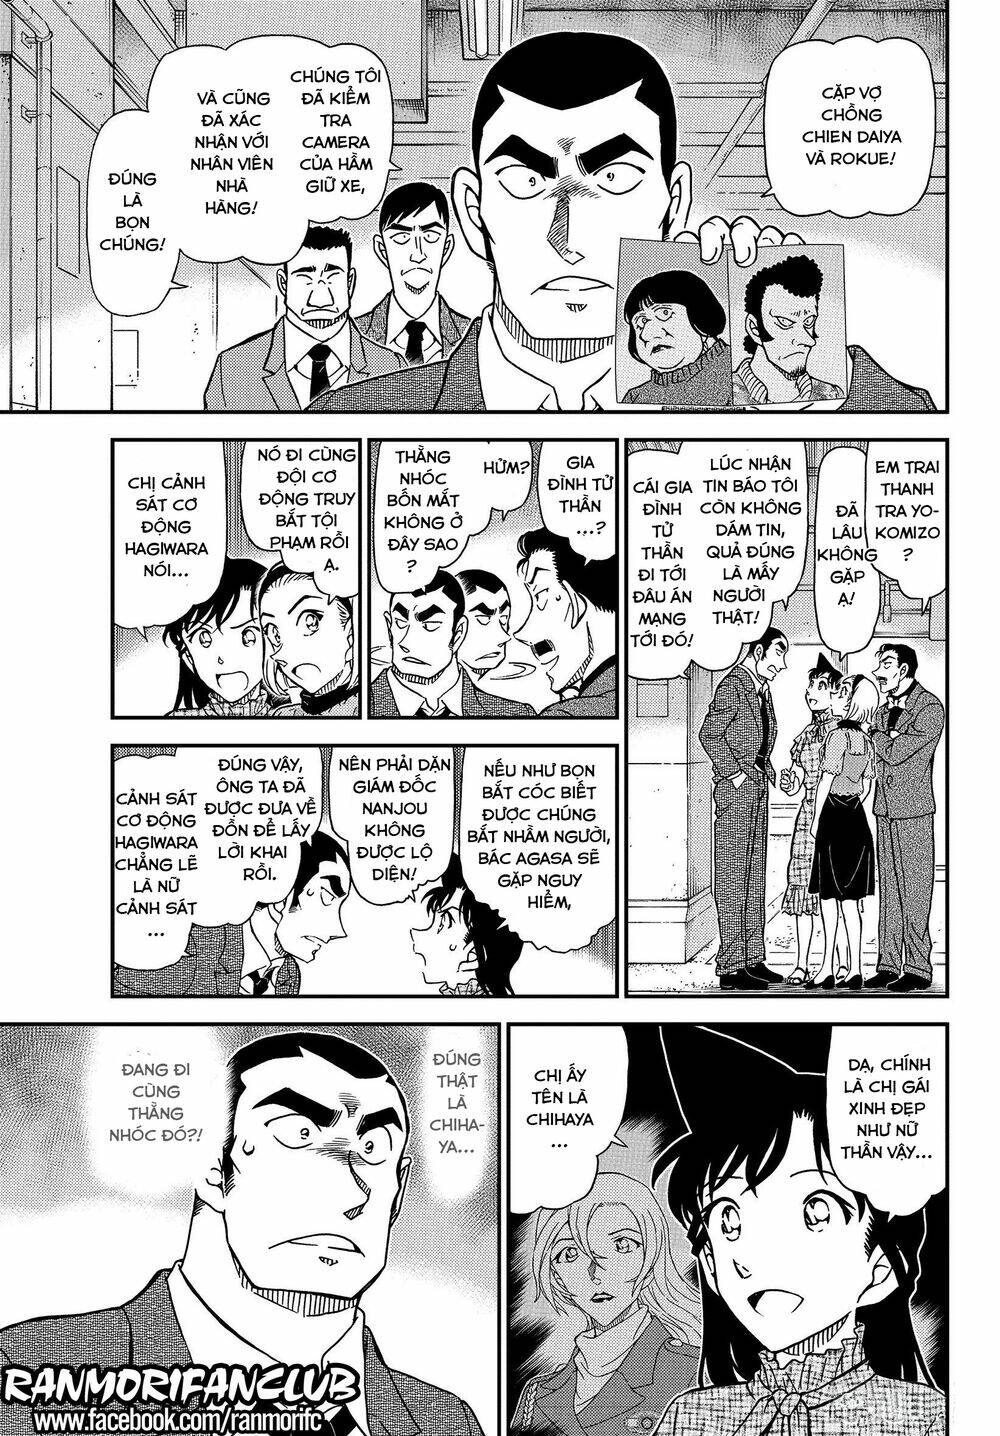 CẶP VỢ
CHỒNG
CHIEN DAIYA
VÀ ROKUE!
CHÚNG TÔI
ĐÃ KIỂM
TRA
CAMERA
CỦA HẦM
GIỮ XE,
VÀ CŨNG
ĐÃ XÁC
NHẬN VỚI
NHÂN VIÊN
NHÀ
HÀNG!
ĐÚNG
LÀ
BỌN
CHÚNG!
EM TRAI
THANH
TRA YO-
KOMIZO
?
ĐÃ
LÂU
KHÔNG
GẶP
Ạ!
LÚC NHẬN
TIN BÁO TÔI
CÒN KHÔNG
DÁM TIN,
QUẢ ĐÚNG
LÀ MẤY
NGƯỜI
THẬT!
CÁI GIA
ĐÌNH
TỬ
THẦN
ĐI TỚI
ĐÂU ÁN
MẠNG
TỚI ĐÓ!
GIA
ĐÌNH TỬ
THẦN
...?
HỬM?
THẰNG
NHÓC
BỐN MẮT
KHÔNG Ở
ĐÂY SAO
?
NÓ ĐI CÙNG
ĐỘI CƠ
ĐỘNG TRUY
BẮT TỘI
PHẠM RỒI
Ạ.
CHỊ CẢNH
SÁT CƠ
ĐỘNG
HAGIWARA
NÓI...
NẾU NHƯ BỌN
BẮT CÓC BIẾT
ĐƯỢC CHÚNG
BẮT NHẦM NGƯỜI,
BÁC AGASA SẼ
GẶP NGUY
HIỂM,
NÊN PHẢI DẶN
GIÁM ĐỐC
NANJOU
KHÔNG
ĐƯỢC LỘ
DIỆN!
ĐÚNG VẬY,
ÔNG TA ĐÃ
ĐƯỢC ĐƯA VỀ
ĐỒN ĐỂ LẤY
LỜI KHAI
RỒI.
CẢNH SÁT
CƠ ĐỘNG
HAGIWARA
CHẲNG LẼ
LÀ NỮ
CẢNH SÁT
...
DẠ, CHÍNH
LÀ CHỊ GÁI
XINH ĐẸP
NHƯ NỮ
THẦN VẬY...
CHỊ ẤY
TÊN LÀ
CHIHAYA
...
ĐÚNG
THẬT
LÀ
CHIHA-
YA...
ĐANG ĐI
CÙNG
THẰNG
NHÓC ĐÓ?!
RANMORIFANCLUB
www.facebook.com/ranmorifc